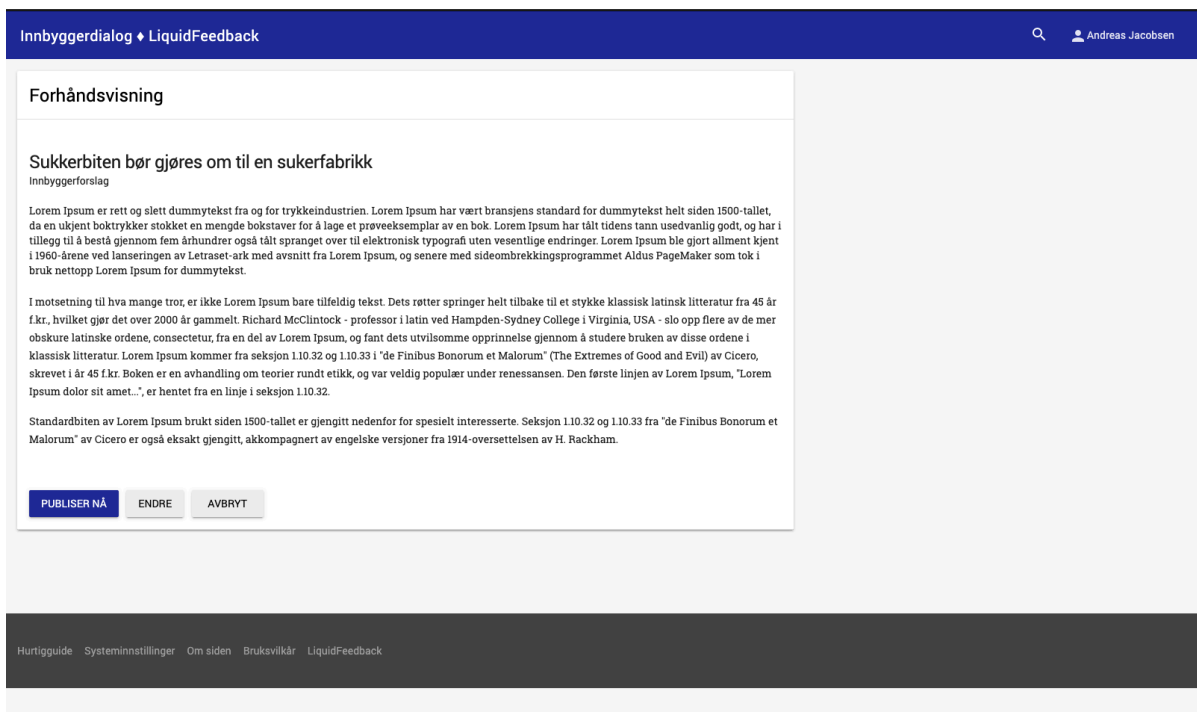 Innbyggerdialog ♦ LiquidFeedback
Andreas Jacobsen
Forhåndsvisning
Sukkerbiten bør gjøres om til en sukerfabrikk
Innbyggerforslag
Lorem Ipsum er rett og slett dummytekst fra og for trykkeindustrien. Lorem Ipsum har vært bransjens standard for dummytekst helt siden 1500-tallet,
da en ukjent boktrykker stokket en mengde bokstaver for å lage et prøveeksemplar av en bok. Lorem Ipsum har tålt tidens tann usedvanlig godt, og har i
tillegg til å bestå gjennom fem århundrer også tålt spranget over til elektronisk typografi uten vesentlige endringer. Lorem Ipsum ble gjort allment kjent
i 1960-årene ved lanseringen av Letraset-ark med avsnitt fra Lorem Ipsum, og senere med sideombrekkingsprogrammet Aldus PageMaker som tok i
bruk nettopp Lorem Ipsum for dummytekst.
I motsetning til hva mange tror, er ikke Lorem Ipsum bare tilfeldig tekst. Dets røtter springer helt tilbake til et stykke klassisk latinsk litteratur fra 45 år
f.kr., hvilket gjør det over 2000 år gammelt. Richard McClintock - professor i latin ved Hampden-Sydney College i Virginia, USA - slo opp flere av de mer
obskure latinske ordene, consectetur, fra en del av Lorem Ipsum, og fant dets utvilsomme opprinnelse gjennom å studere bruken av disse ordene i
klassisk litteratur. Lorem Ipsum kommer fra seksjon 1.10.32 og 1.10.33 i "de Finibus Bonorum et Malorum" (The Extremes of Good and Evil) av Cicero,
skrevet i år 45 f.kr. Boken er en avhandling om teorier rundt etikk, og var veldig populær under renessansen. Den første linjen av Lorem Ipsum, "Lorem
Ipsum dolor sit amet...", er hentet fra en linje i seksjon 1.10.32.
Standardbiten av Lorem Ipsum brukt siden 1500-tallet er gjengitt nedenfor for spesielt interesserte. Seksjon 1.10.32 og 1.10.33 fra "de Finibus Bonorum et
Malorum" av Cicero er også eksakt gjengitt, akkompagnert av engelske versjoner fra 1914-oversettelsen av H. Rackham.
PUBLISER NÅ ENDRE AVBRYT
Hurtigguide Systeminnstillinger Om siden Bruksvilkår LiquidFeedback